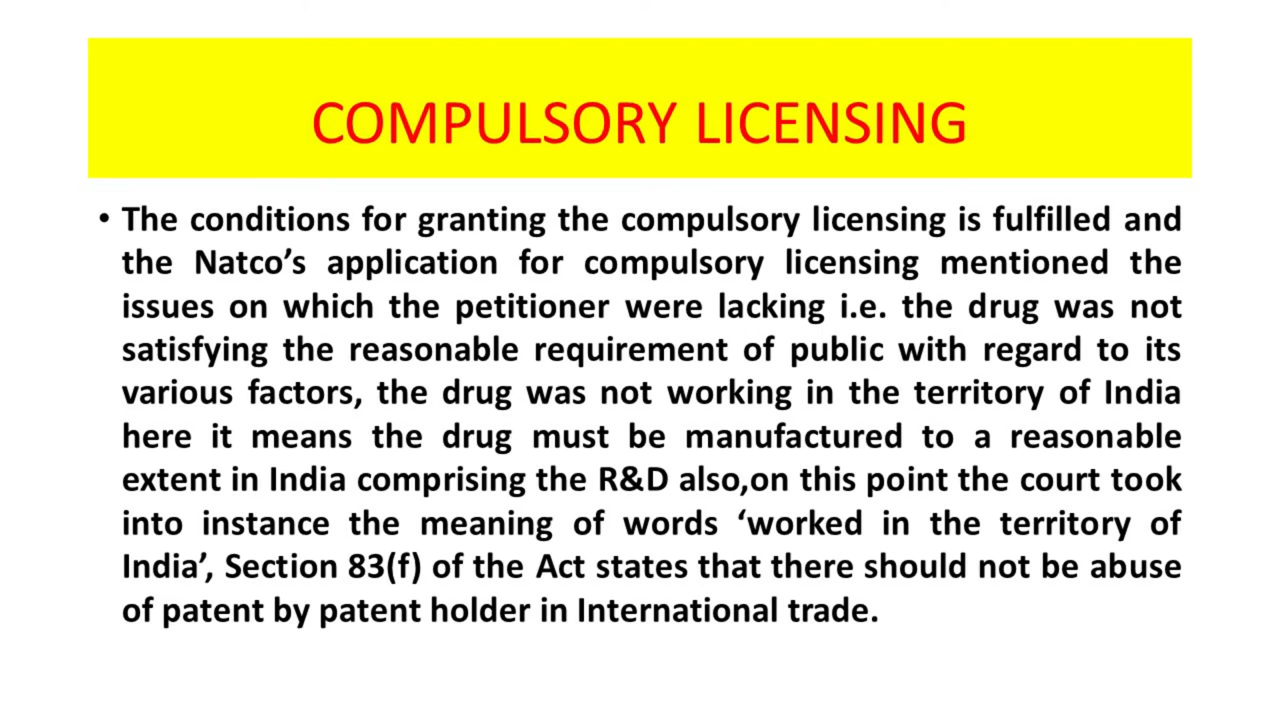 COMPULSORY LICENSING
• The conditions for granting the compulsory licensing is fulfilled and
the Natco’s application for compulsory licensing mentioned the
issues on which the petitioner were lacking i.e. the drug was not
satisfying the reasonable requirement of public with regard to its
various factors, the drug was not working in the territory of India
here it means the drug must be manufactured to a reasonable
extent in India comprising the R&D also,on this point the court took
into instance the meaning of words ‘worked in the territory of
India’, Section 83(f) of the Act states that there should not be abuse
of patent by patent holder in International trade.